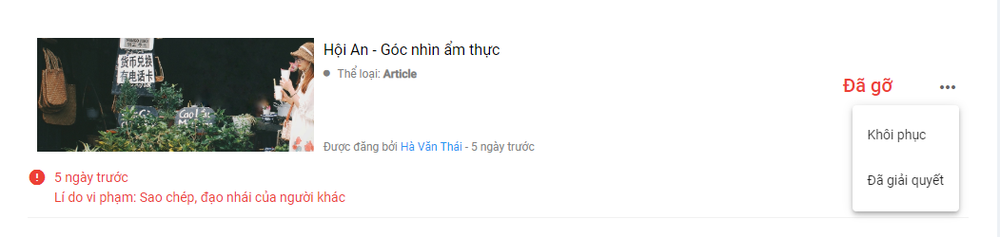 货币兑换
有电话卡
Hội An - Góc nhìn ẩm thực
Thể loại: Article
Đã gỡ
Khôi phục
Đã giải quyết
Được đăng bởi Hà Văn Thái - 5 ngày trước
5 ngày trước
Lí do vi phạm: Sao chép, đạo nhái của người khác